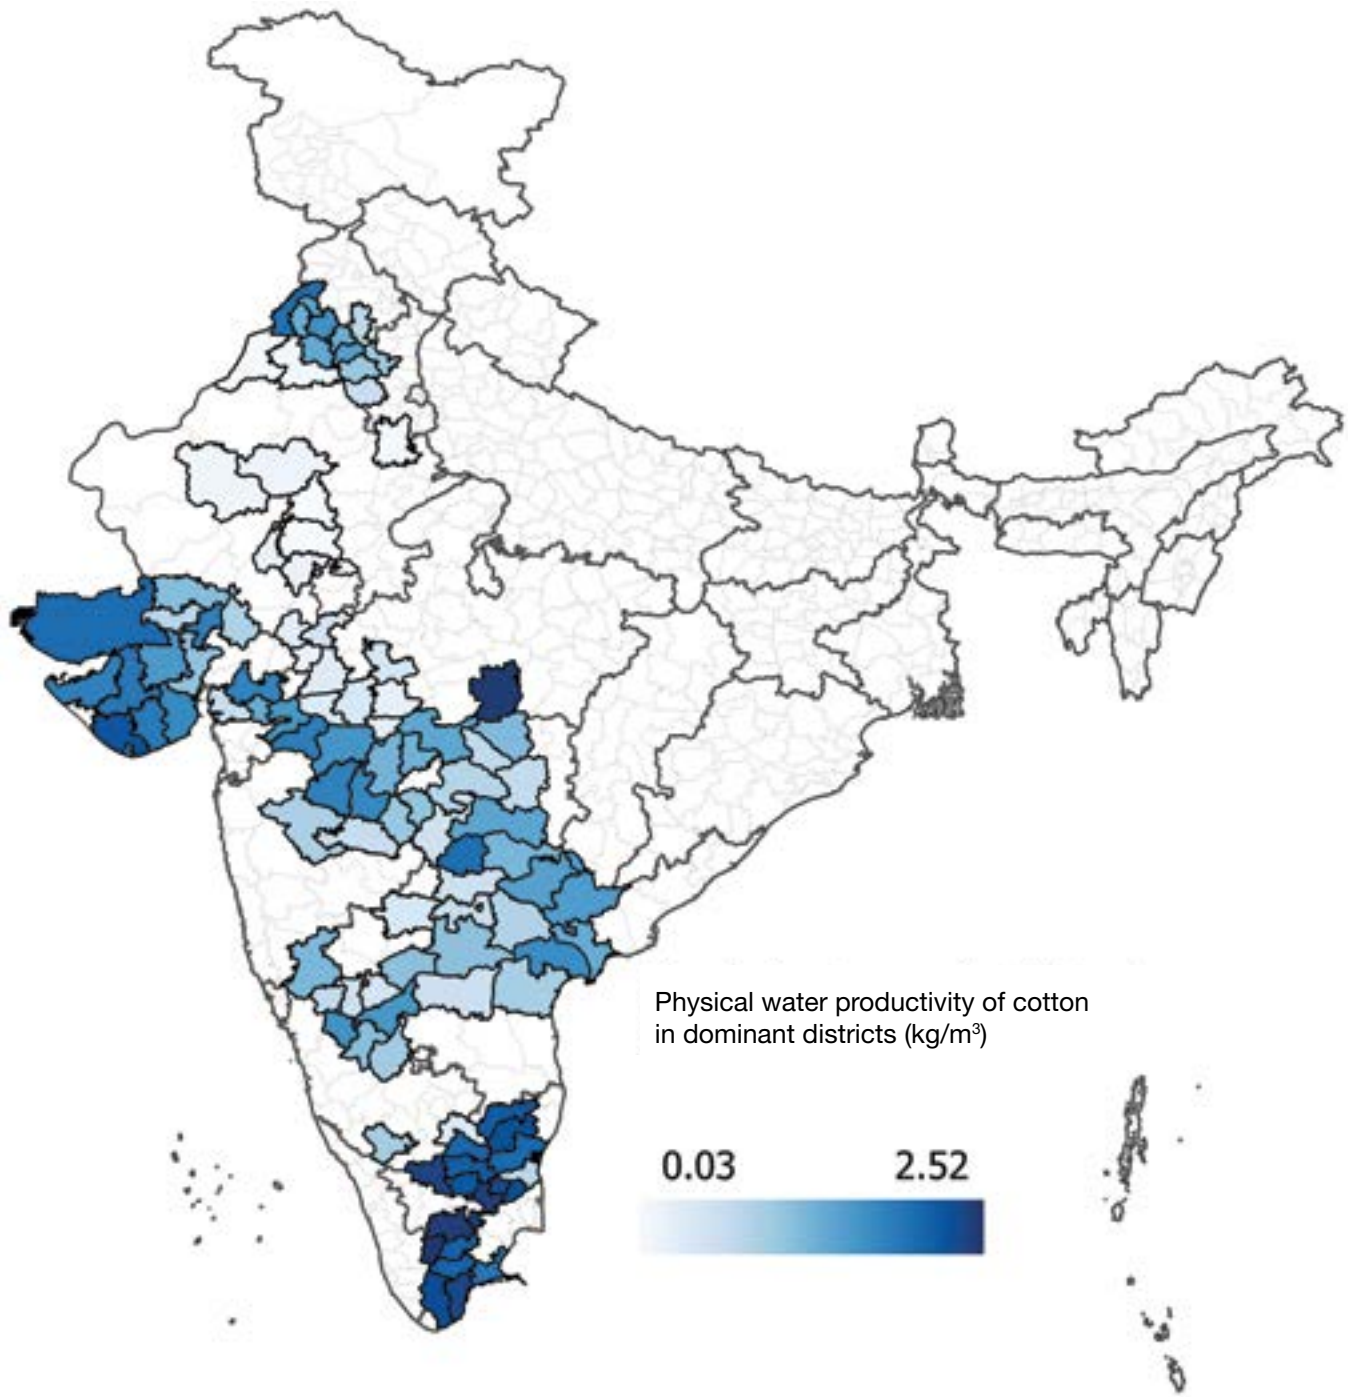 Physical water productivity of cotton
in dominant districts (kg/m³)
0.03 2.52